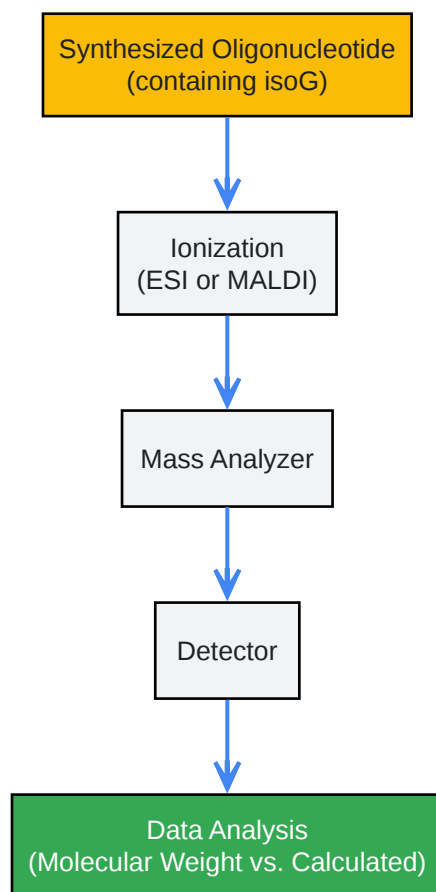 Synthesized Oligonucleotide
(containing isoG)
Ionization
(ESI or MALDI)
Mass Analyzer
Detector
Data Analysis
(Molecular Weight vs. Calculated)